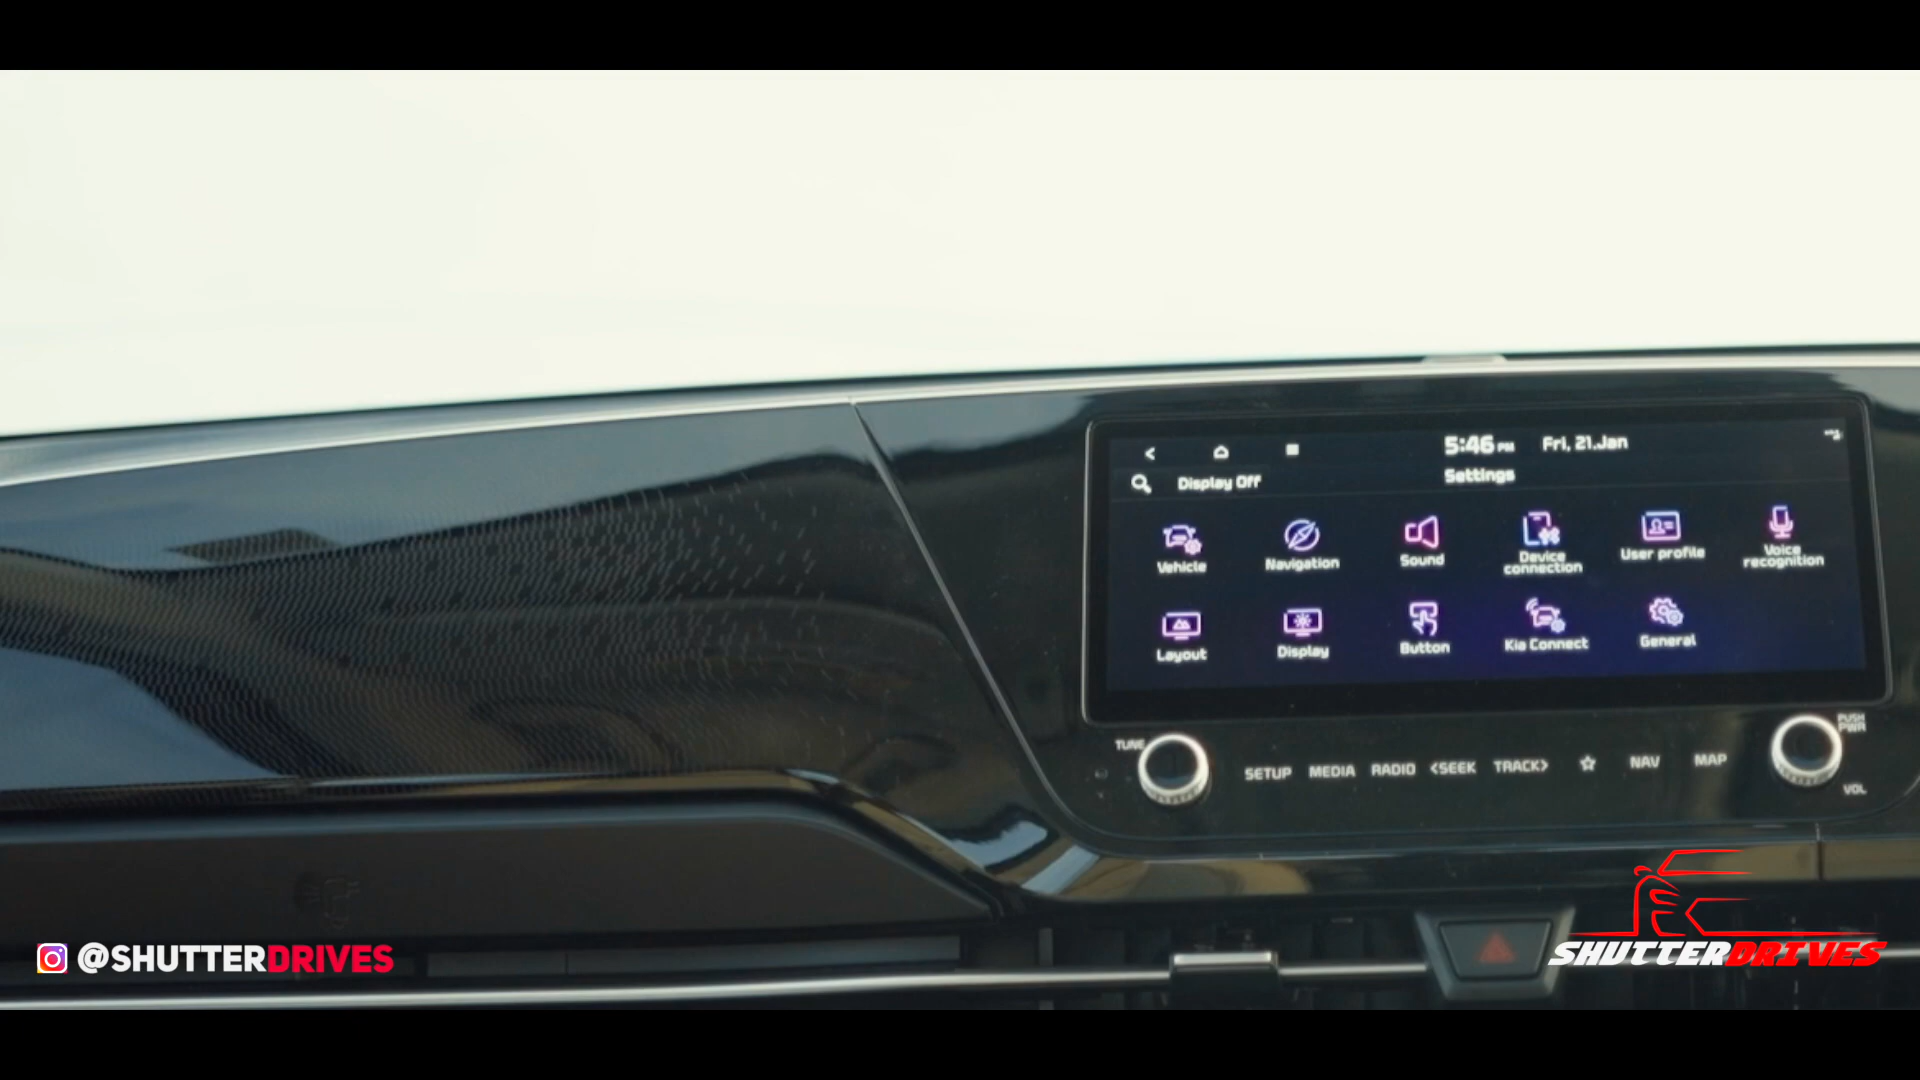 5:46 PM Fri, 21.Jan
Display Off
Settings
Vehicle
Navigation
Sound
Device
connection
User profile
Voice
recognition
Layout
Display
Button
Kia Connect
General
TUNE
PUSH
PWR
SETUP MEDIA RADIO <SEEK TRACK> NAV MAP
VOL
@SHUTTERDRIVES
SHUTTERDRIVES